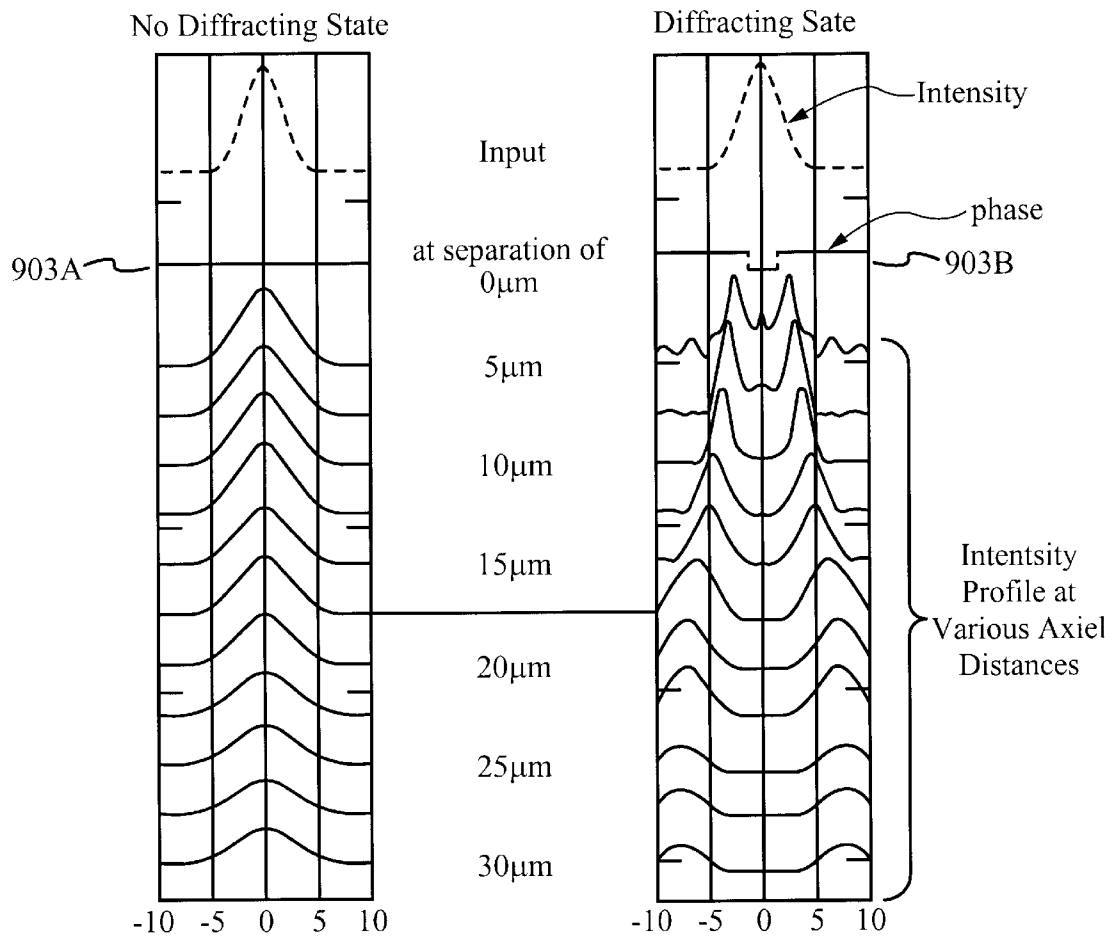 No Diffracting State
Diffracting Sate
Intensity
Input
phase
903A
at separation of
0μm
903B
5μm
10μm
15μm
20μm
25μm
30μm
Intentsity
Profile at
Various Axiel
Distances
-10 -5 0 5 10
-10 -5 0 5 10